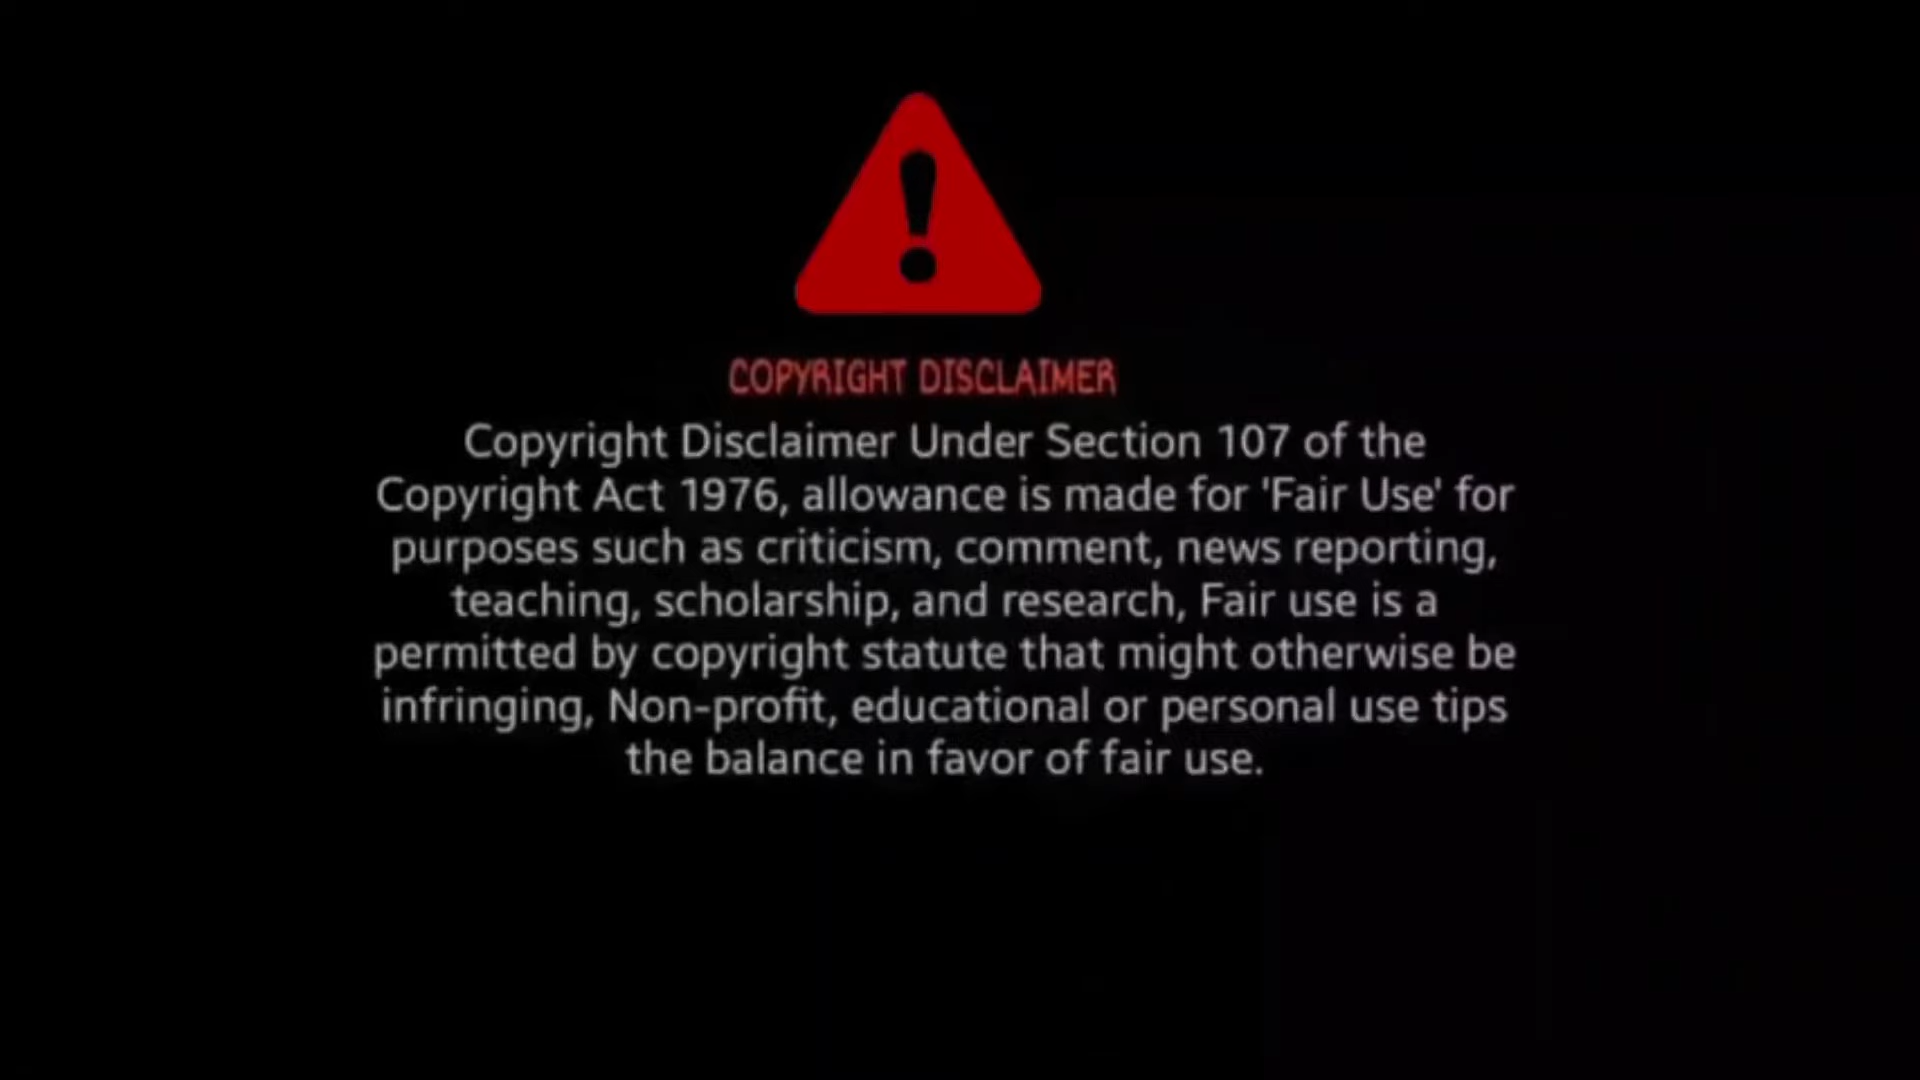 COPYRIGHT DISCLAIMER
Copyright Disclaimer Under Section 107 of the
Copyright Act 1976, allowance is made for 'Fair Use' for
purposes such as criticism, comment, news reporting,
teaching, scholarship, and research, Fair use is a
permitted by copyright statute that might otherwise be
infringing, Non-profit, educational or personal use tips
the balance in favor of fair use.